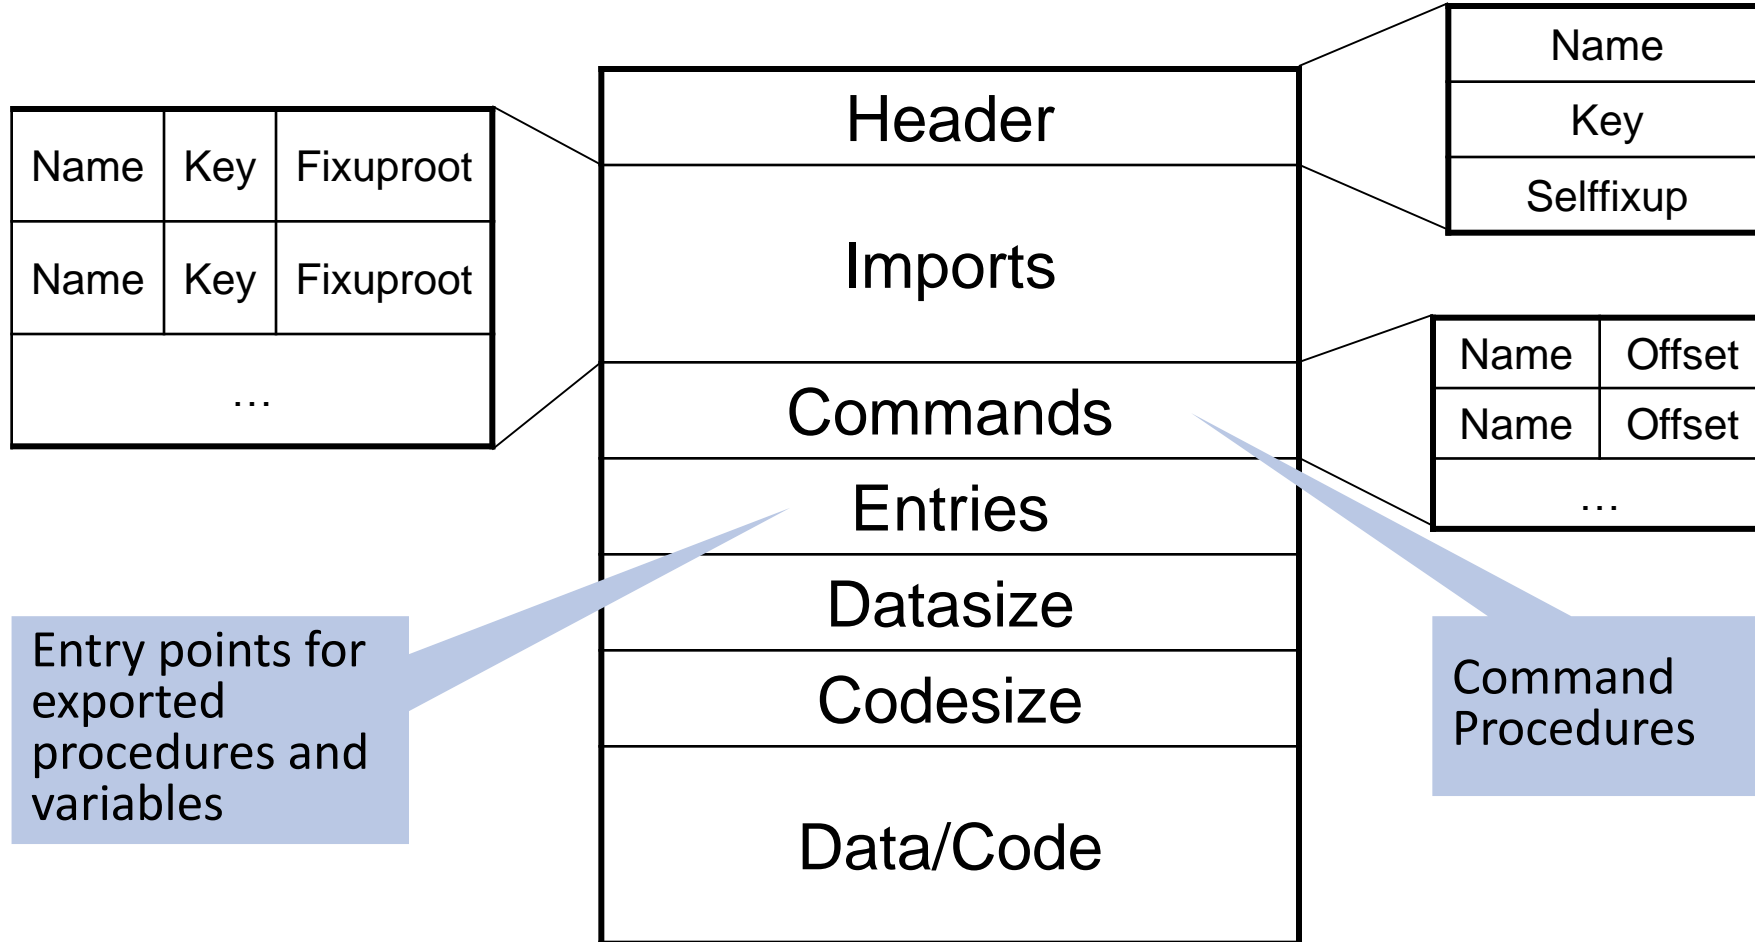 Name Key Fixuproot
Name Key Fixuproot
…
Header
Imports
Commands
Entries
Datasize
Codesize
Data/Code
Name
Key
Selffixup
Name Offset
Name Offset
…
Entry points for
exported
procedures and
variables
Command
Procedures